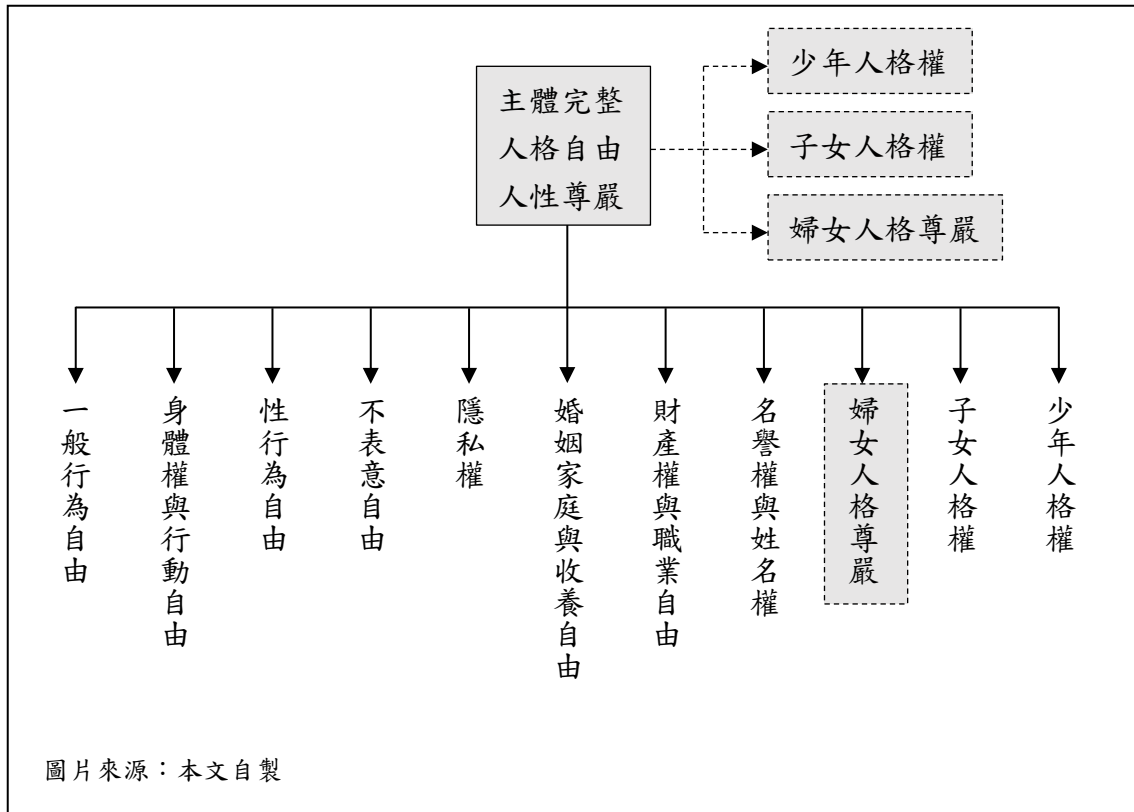 少年人格權
主體完整
人格自由
人性尊嚴
子女人格權
婦女人格尊嚴
一般行為自由
身體權與行動自由
性行為自由
不表意自由
隱私權
婚姻家庭與收養自由
財產權與職業自由
名譽權與姓名權
婦女人格尊嚴
子女人格權
少年人格權
圖片來源：本文自製